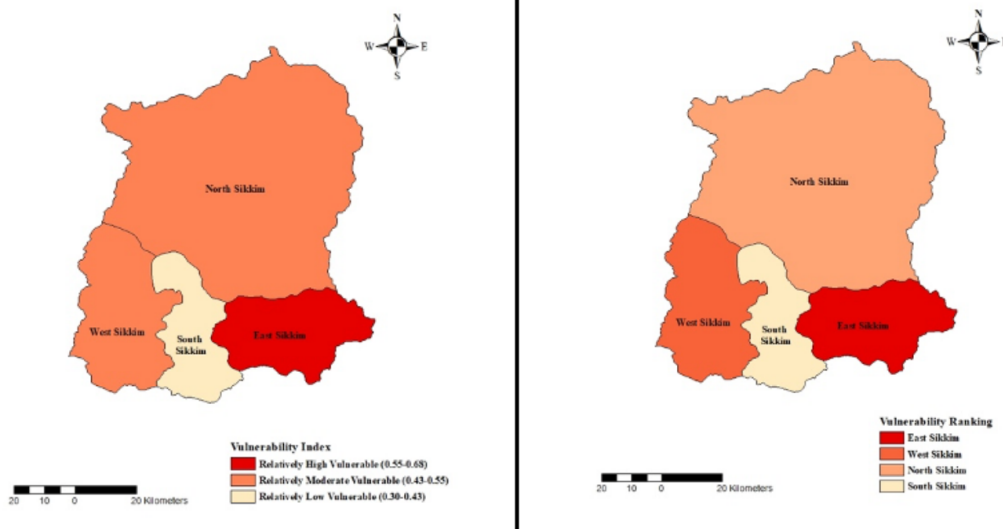 N
W E
S
North Sikkim
West Sikkim
South
Sikkim
East Sikkim
Vulnerability Index
Relatively High Vulnerable (0.55-0.68)
Relatively Moderate Vulnerable (0.43-0.55)
Relatively Low Vulnerable (0.30-0.43)
20 10 0 20 Kilometers
N
W
S
North Sikkim
West Sikkim
South
Sikkim
East Sikkim
Vulnerability Ranking
East Sikkim
West Sikkim
North Sikkim
South Sikkim
20 10 0 20 Kilometers